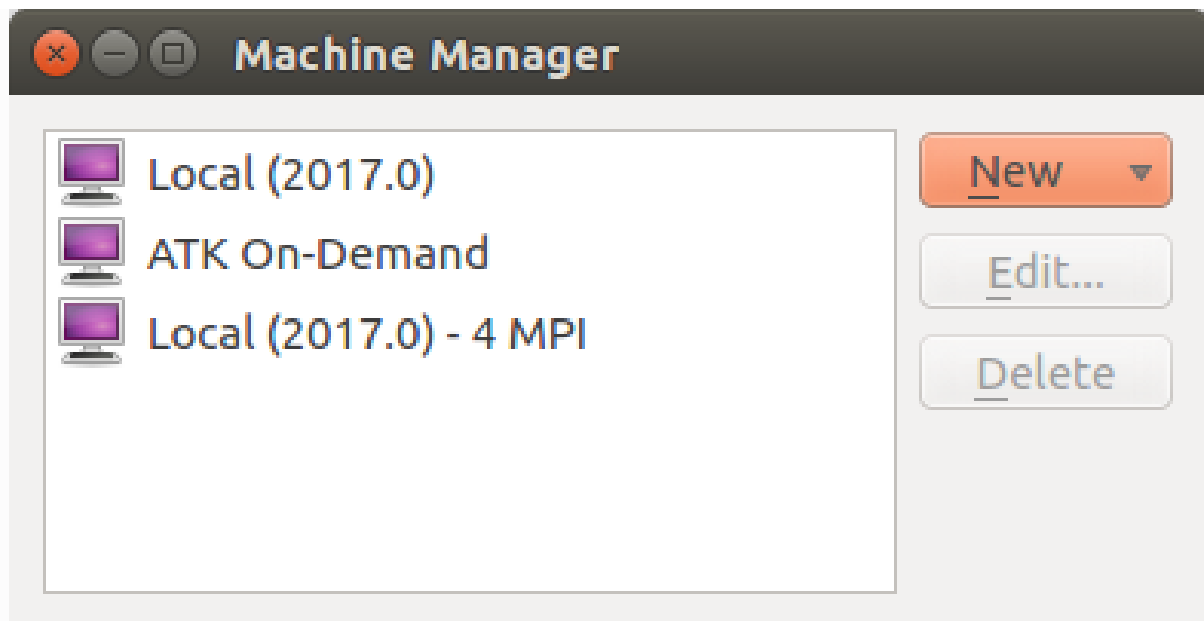 Machine Manager
Local (2017.0)
ATK On-Demand
Local (2017.0) - 4 MPI
New
Edit...
Delete